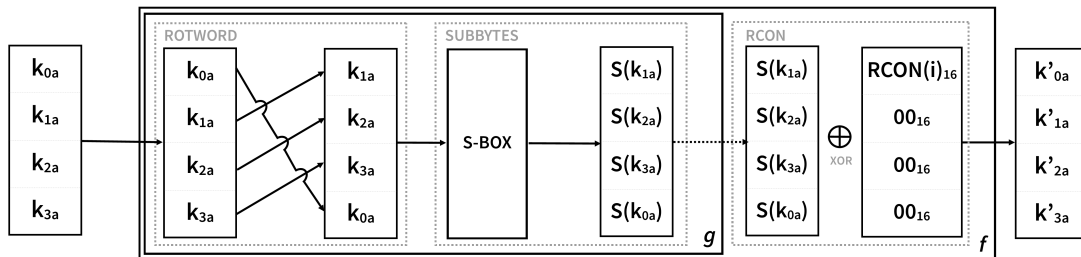 ROTWORD
SUBBYTES
RCON
k0a
k1a
k2a
k3a
k0a
k1a
k2a
k3a
k1a
k2a
k3a
k0a
S-BOX
S(k1a)
S(k2a)
S(k3a)
S(k0a)
S(k1a)
S(k2a)
S(k3a)
S(k0a)
XOR
RCON(i)16
0016
0016
0016
k'0a
k'1a
k'2a
k'3a
g
f